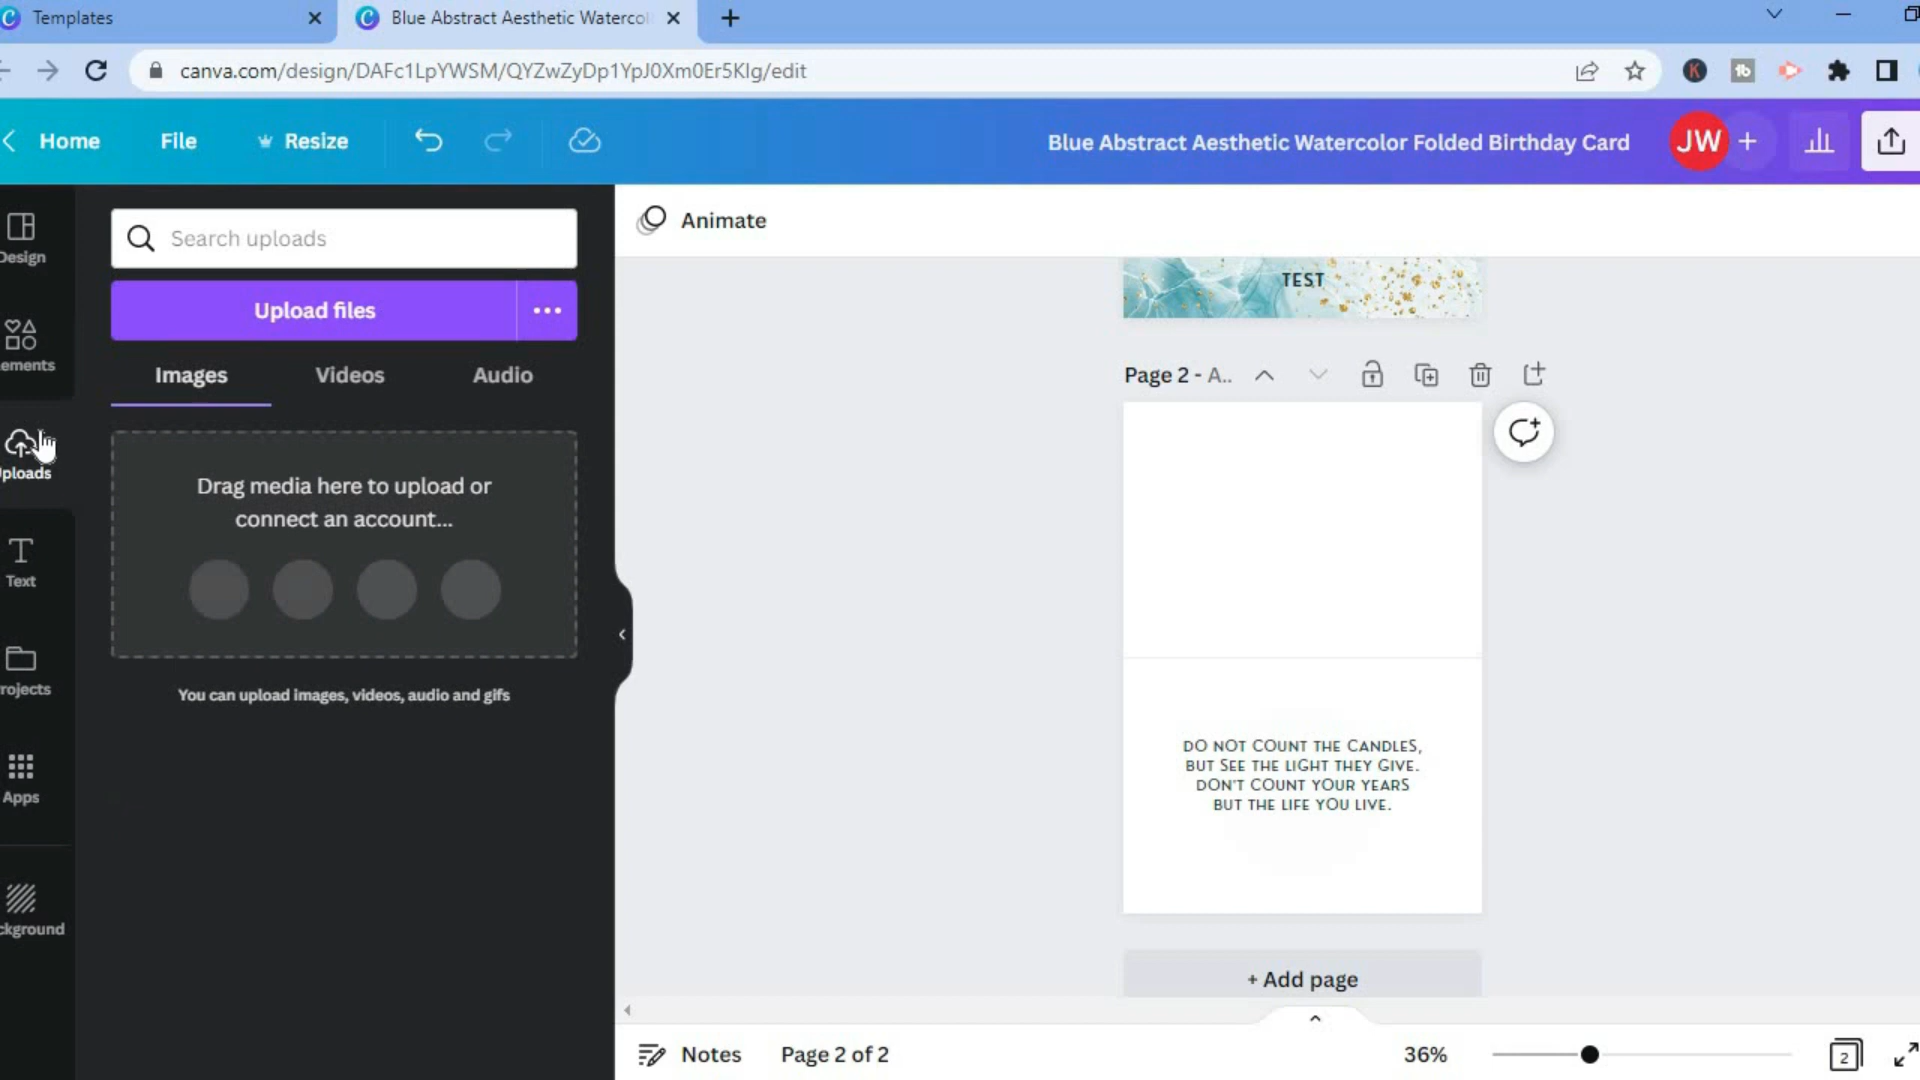 Templates
Blue Abstract Aesthetic Waterco
canva.com/design/DAFc1LpYWSM/QYZwZyDp1YpJ0Xm0Er5KIg/edit
Home
File
Resize
Blue Abstract Aesthetic Watercolor Folded Birthday Card
JW
Design
Search uploads
Animate
Upload files
TEST
ements
Images
Videos
Audio
Page 2 - A..
ploads
Drag media here to upload or
connect an account...
Text
rojects
You can upload images, videos, audio and gifs
DO NOT COUNT THE CANDLES,
BUT SEE THE LIGHT THEY GIVE.
DON'T COUNT YOUR YEARS
BUT THE LIFE YOU LIVE.
Apps
ckground
+ Add page
Notes
Page 2 of 2
36%
2